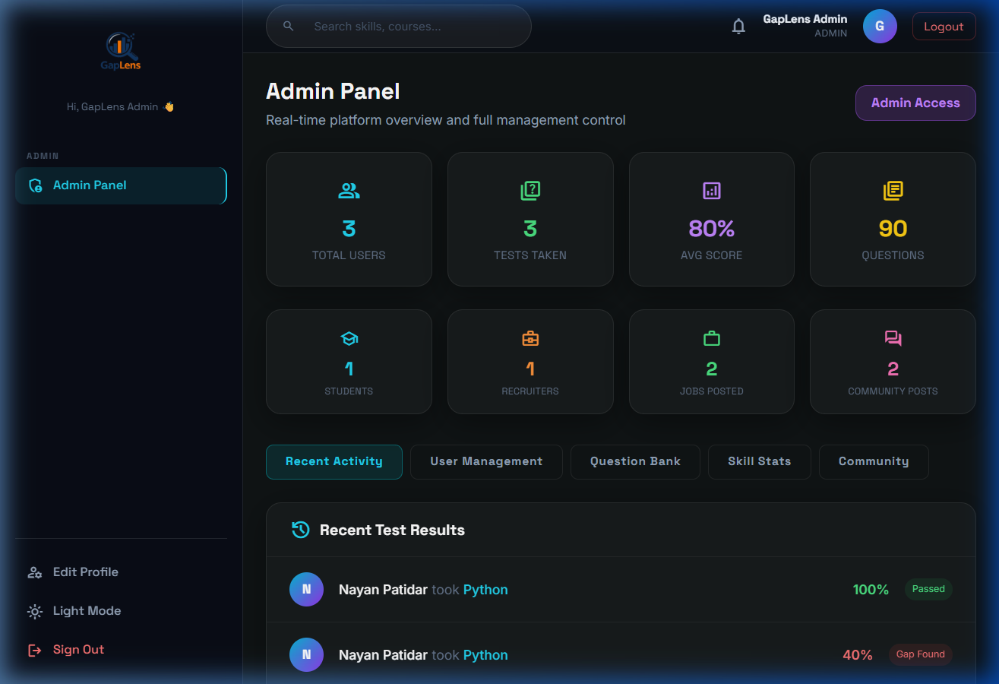 GapLens
Hi, GapLens Admin 👋
ADMIN
Admin Panel
Edit Profile
Light Mode
Sign Out
Search skills, courses...
GapLens Admin
ADMIN
G
Logout
Admin Panel
Real-time platform overview and full management control
Admin Access
3
TOTAL USERS
3
TESTS TAKEN
80%
AVG SCORE
90
QUESTIONS
1
STUDENTS
1
RECRUITERS
2
JOBS POSTED
2
COMMUNITY POSTS
Recent Activity
User Management
Question Bank
Skill Stats
Community
Recent Test Results
N
Nayan Patidar took Python
100%
Passed
N
Nayan Patidar took Python
40%
Gap Found